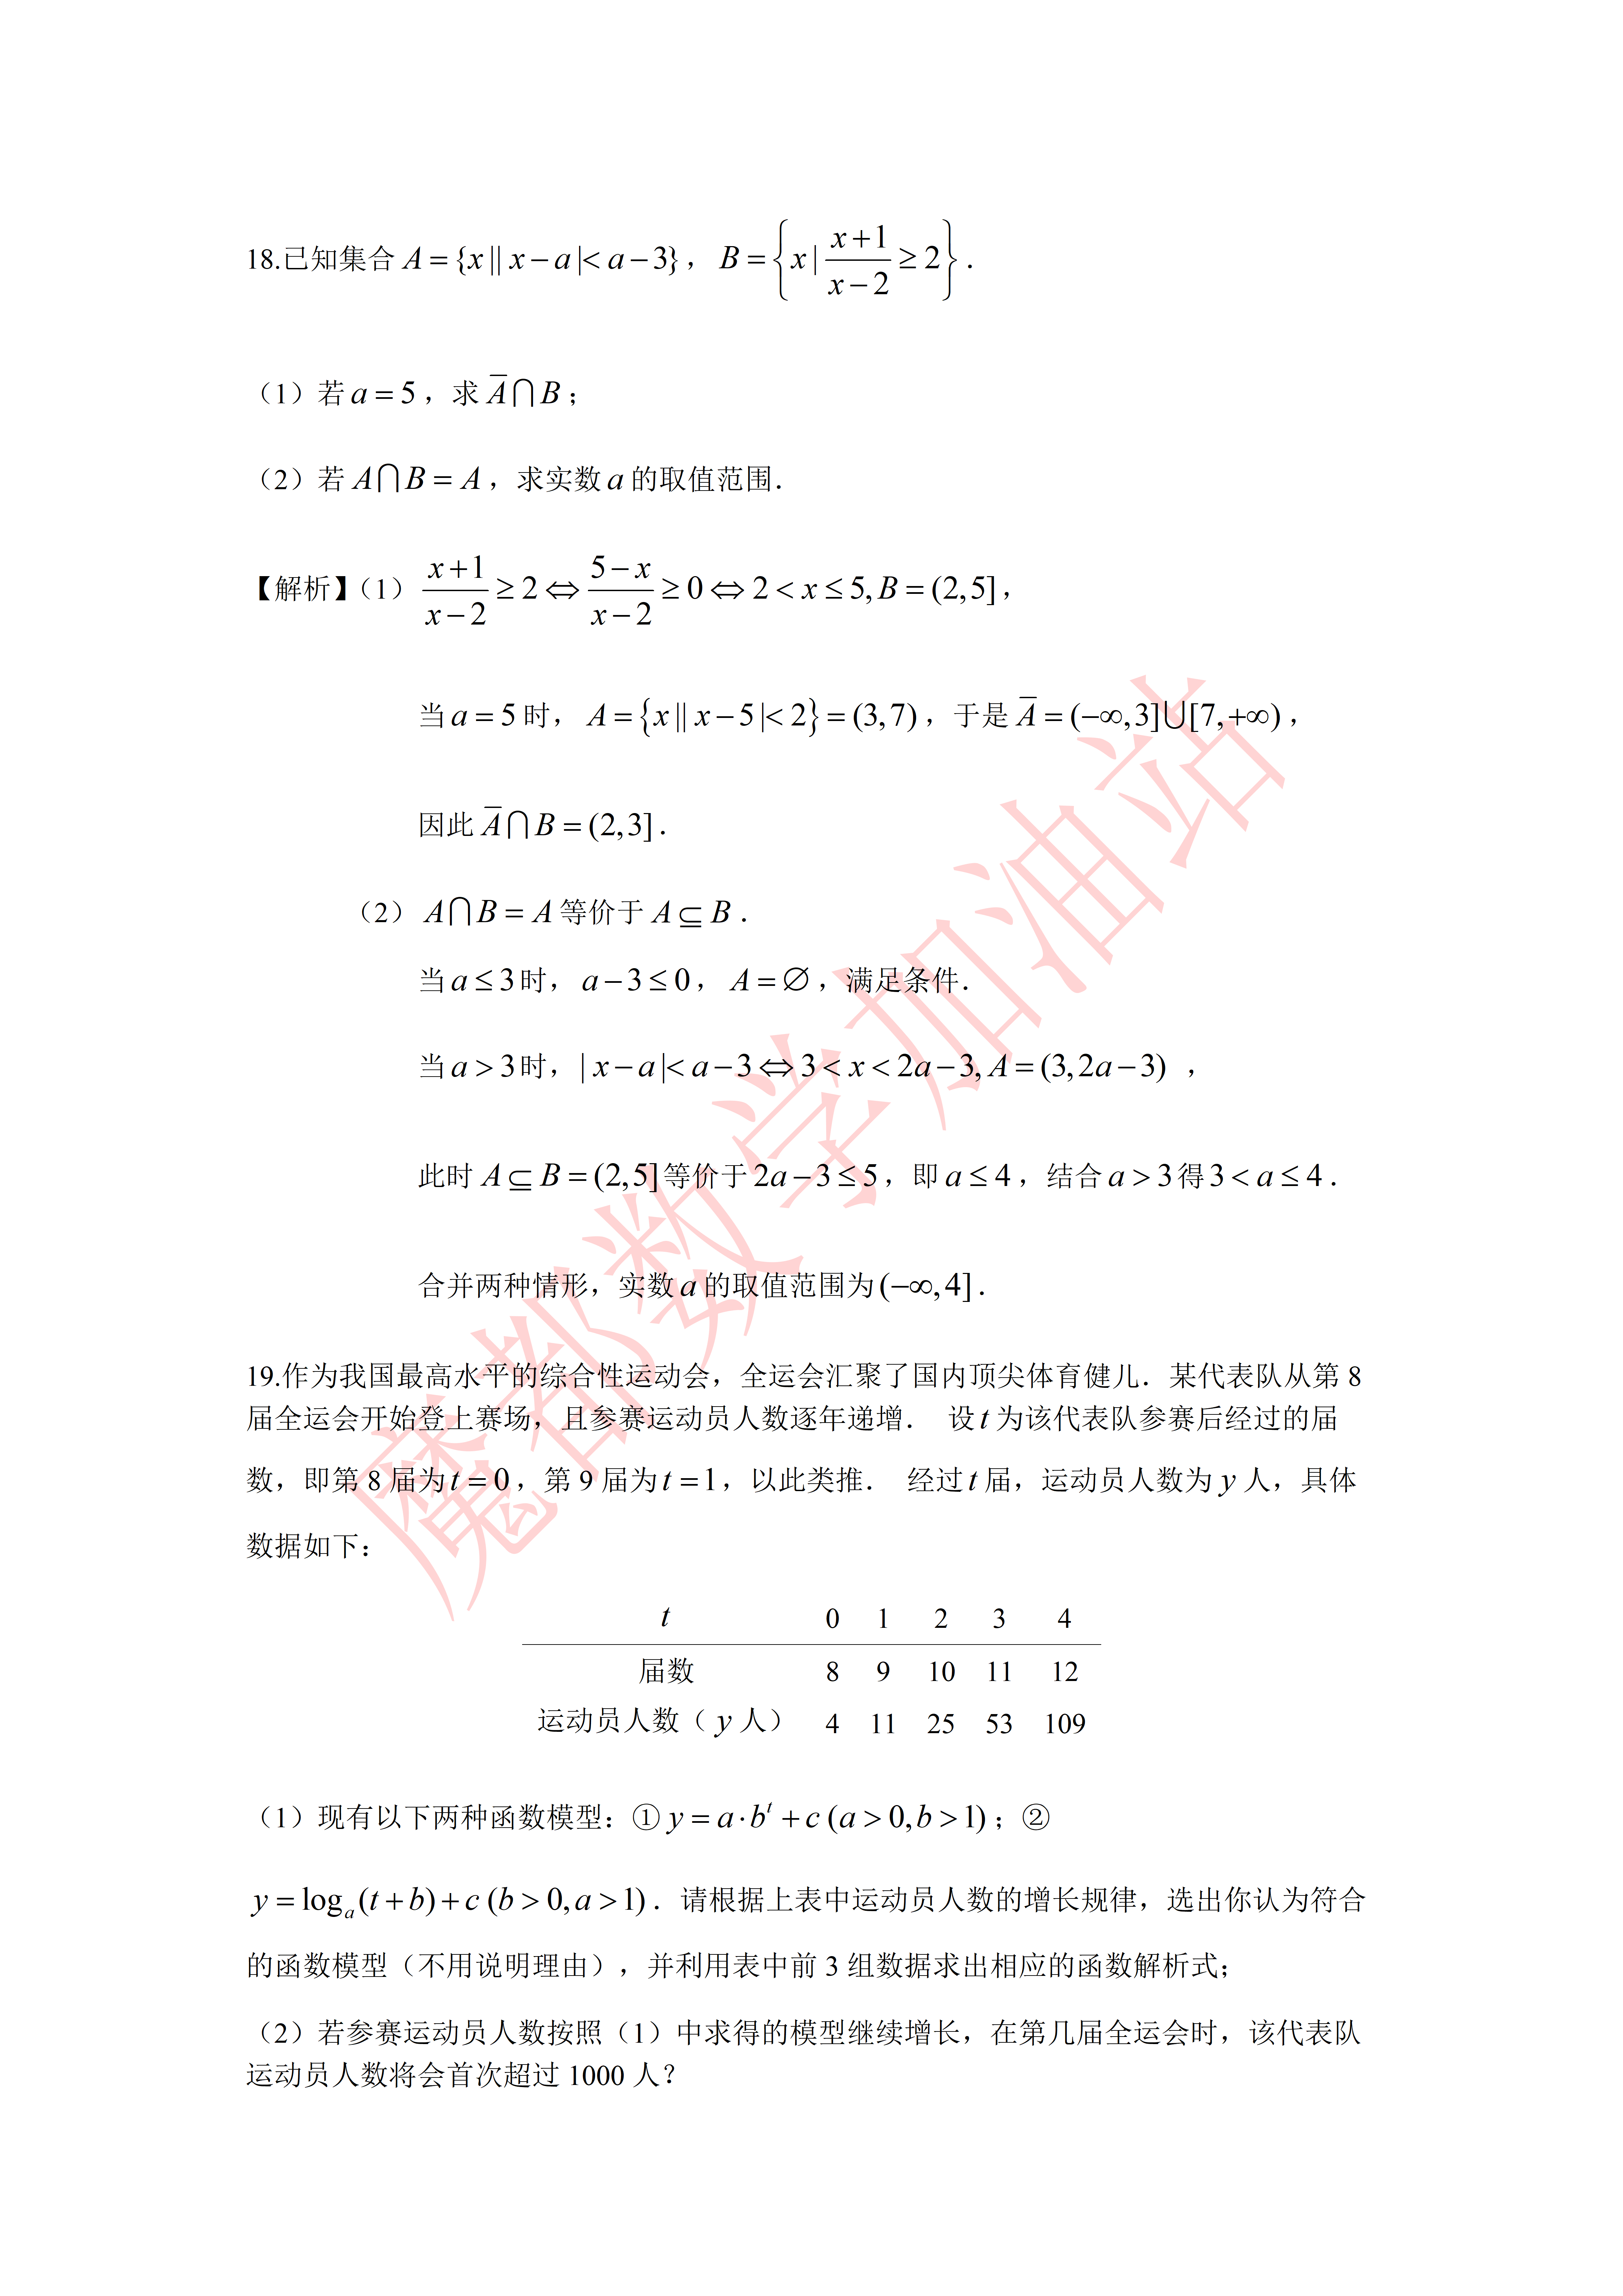 18.已知集合 A = {x || x − a |< a − 3}，B = {x | (x+1)/(x−2) ≥ 2}．
（1）若 a = 5，求 A̅ ⋂ B；
（2）若 A ⋂ B = A，求实数 a 的取值范围．
【解析】（1）(x+1)/(x−2) ≥ 2 ⇔ (5−x)/(x−2) ≥ 0 ⇔ 2 < x ≤ 5, B = (2,5]，
当 a = 5 时，A = {x || x − 5 |< 2} = (3,7)，于是 A̅ = (−∞,3]⋃[7,+∞)，
因此 A̅ ⋂ B = (2,3]．
（2）A ⋂ B = A 等价于 A ⊆ B．
当 a ≤ 3 时，a − 3 ≤ 0，A = ∅，满足条件．
当 a > 3 时，| x − a |< a − 3 ⇔ 3 < x < 2a − 3, A = (3,2a − 3)，
此时 A ⊆ B = (2,5] 等价于 2a − 3 ≤ 5，即 a ≤ 4，结合 a > 3 得 3 < a ≤ 4．
合并两种情形，实数 a 的取值范围为 (−∞,4]．
19.作为我国最高水平的综合性运动会，全运会汇聚了国内顶尖体育健儿．某代表队从第 8
届全运会开始登上赛场，且参赛运动员人数逐年递增． 设 t 为该代表队参赛后经过的届
数，即第 8 届为 t = 0，第 9 届为 t = 1，以此类推． 经过 t 届，运动员人数为 y 人，具体
数据如下：
t 0 1 2 3 4
届数 8 9 10 11 12
运动员人数（ y 人） 4 11 25 53 109
（1）现有以下两种函数模型：① y = a·bᵗ + c (a > 0, b > 1)；②
y = logₐ(t + b) + c (b > 0, a > 1)．请根据上表中运动员人数的增长规律，选出你认为符合
的函数模型（不用说明理由），并利用表中前 3 组数据求出相应的函数解析式；
（2）若参赛运动员人数按照（1）中求得的模型继续增长，在第几届全运会时，该代表队
运动员人数将会首次超过 1000 人？
魔都数学加油站